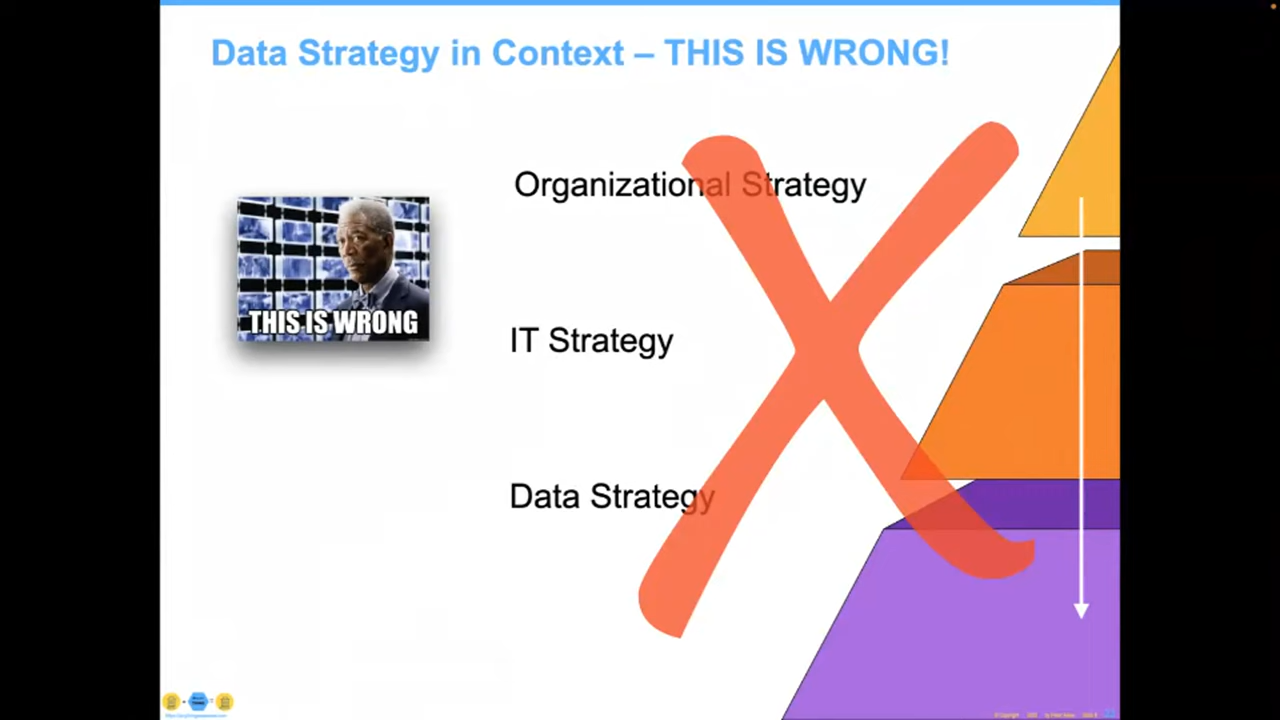 Data Strategy in Context – THIS IS WRONG!
Organizational Strategy
THIS IS WRONG
IT Strategy
Data Strategy